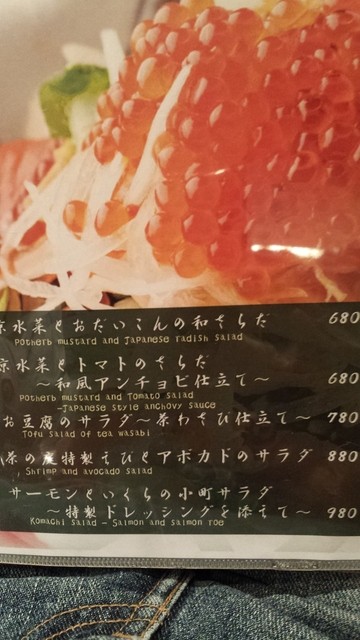 京水菜とおだいこんの和さらだ 680
Potherb mustard and Japanese radish salad
京水菜とトマトのさらだ
～和風アンチョビ仕立て～ 680
Potherb mustard and Tomato salad
-Japanese style anchovy sauce
お豆腐のサラダ～茶わさび仕立て～ 780
Tofu salad of tea wasabi
茶の庭特製えびとアボカドのサラダ 880
Shrimp and avocado salad
サーモンといくらの小町サラダ
～特製ドレッシングを添えて～ 980
Komachi salad - Salmon and salmon roe